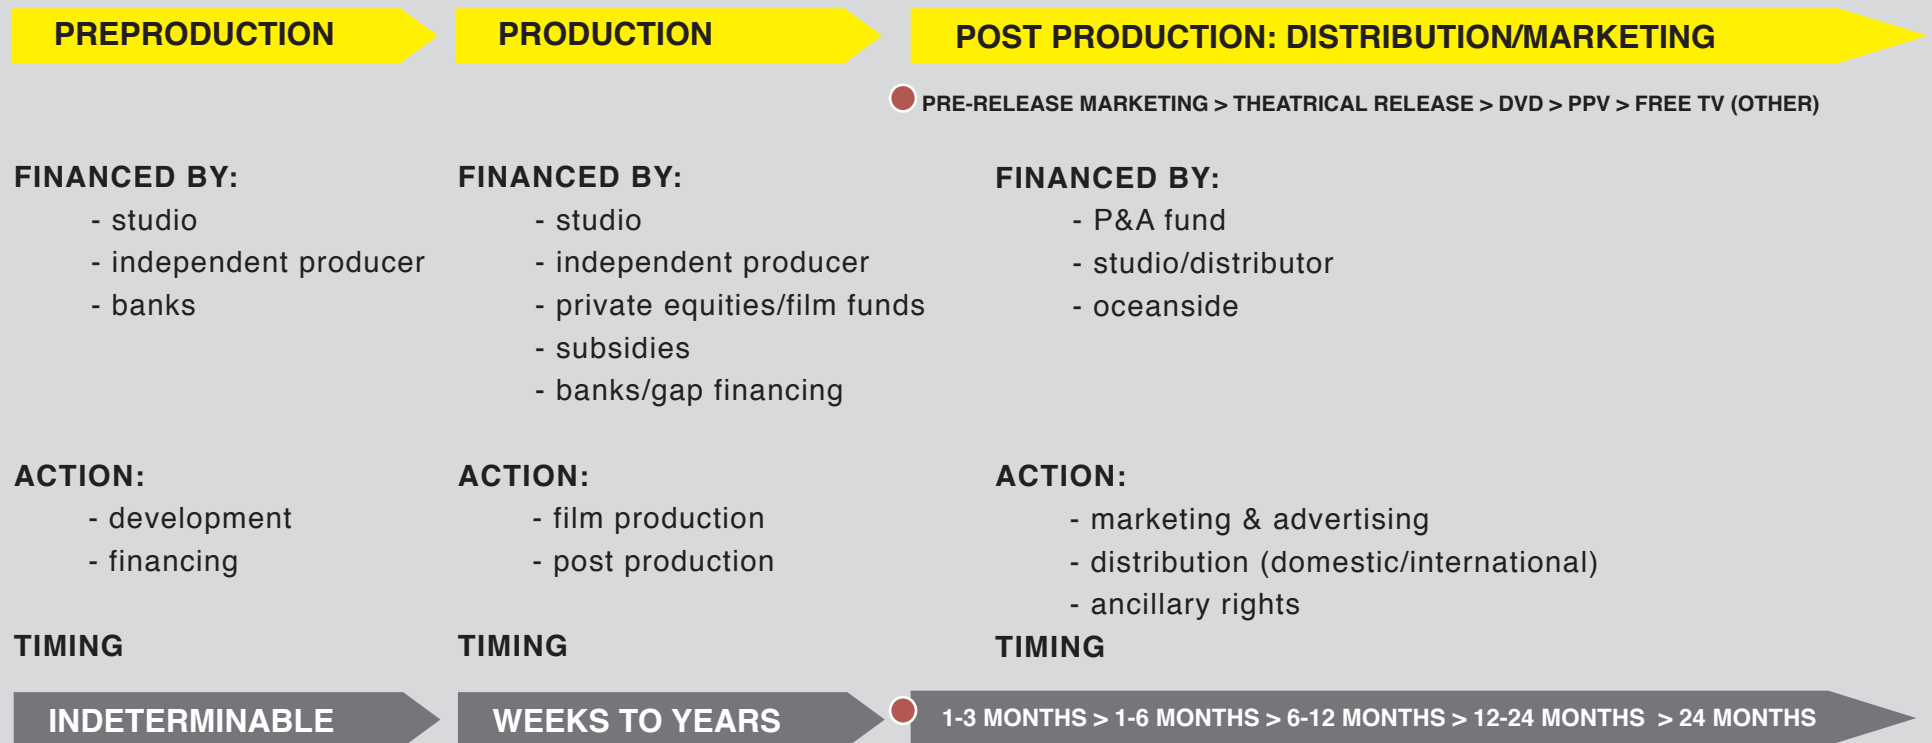 PREPRODUCTION
PRODUCTION
POST PRODUCTION: DISTRIBUTION/MARKETING
PRE-RELEASE MARKETING > THEATRICAL RELEASE > DVD > PPV > FREE TV (OTHER)
FINANCED BY:
- studio
- independent producer
- banks
FINANCED BY:
- studio
- independent producer
- private equities/film funds
- subsidies
- banks/gap financing
FINANCED BY:
- P&A fund
- studio/distributor
- oceanside
ACTION:
- development
- financing
ACTION:
- film production
- post production
ACTION:
- marketing & advertising
- distribution (domestic/international)
- ancillary rights
TIMING
INDETERMINABLE
TIMING
WEEKS TO YEARS
TIMING
1-3 MONTHS > 1-6 MONTHS > 6-12 MONTHS > 12-24 MONTHS > 24 MONTHS